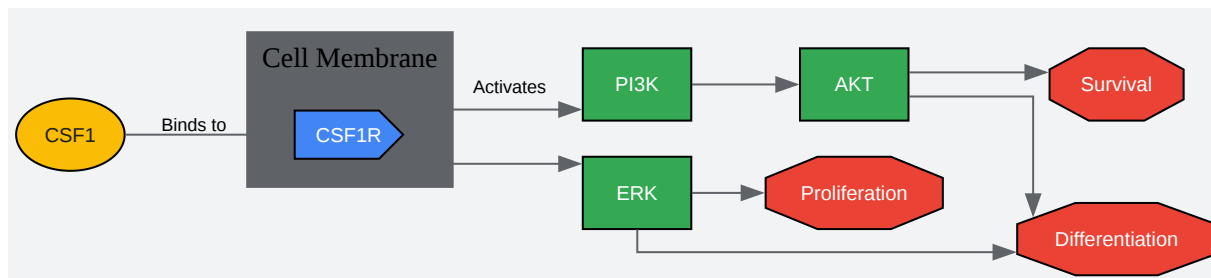 Cell Membrane
CSF1
Binds to
CSF1R
Activates
PI3K
AKT
Survival
ERK
Proliferation
Differentiation